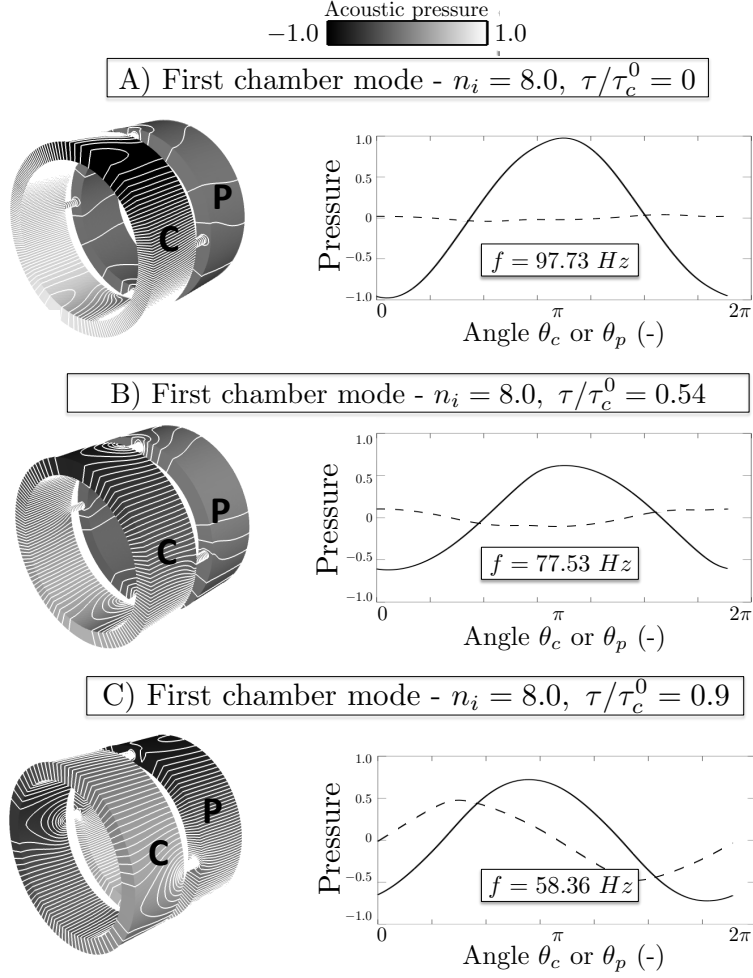 Acoustic pressure
−1.0 1.0
A) First chamber mode - n_i = 8.0, τ/τ_c^0 = 0
P
C
Pressure
1.0
0.5
0
−0.5
−1.0
f = 97.73 Hz
0 π 2π
Angle θ_c or θ_p (-)
B) First chamber mode - n_i = 8.0, τ/τ_c^0 = 0.54
P
C
Pressure
1.0
0.5
0
−0.5
−1.0
f = 77.53 Hz
0 π 2π
Angle θ_c or θ_p (-)
C) First chamber mode - n_i = 8.0, τ/τ_c^0 = 0.9
P
C
Pressure
1.0
0.5
0
−0.5
−1.0
f = 58.36 Hz
0 π 2π
Angle θ_c or θ_p (-)